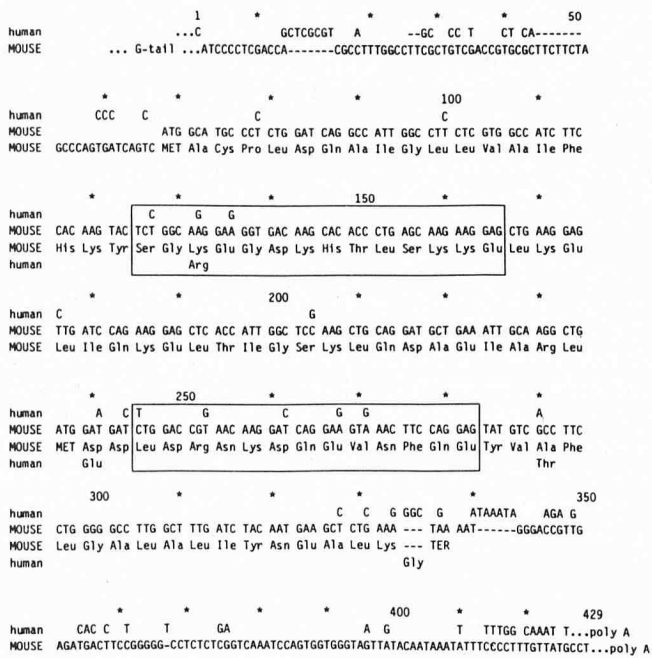 1 * * * * 50
human ...C GCTCGCGT A --GC CC T CT CA-------
MOUSE ... G-tail ...ATCCCCTCGACCA-------CGCCTTTGGCCTTCGCTGTCGACCGTGCGCTTCTTCTA
* * * * 100 *
human CCC C C C
MOUSE ATG GCA TGC CCT CTG GAT CAG GCC ATT GGC CTT CTC GTG GCC ATC TTC
MOUSE GCCCAGTGATCAGTC MET Ala Cys Pro Leu Asp Gln Ala Ile Gly Leu Leu Val Ala Ile Phe
* * * 150 * *
human C G G
MOUSE CAC AAG TAC TCT GGC AAG GAA GGT GAC AAG CAC ACC CTG AGC AAG AAG GAG CTG AAG GAG
MOUSE His Lys Tyr Ser Gly Lys Glu Gly Asp Lys His Thr Leu Ser Lys Lys Glu Leu Lys Glu
human Arg
* * 200 * * *
human C G
MOUSE TTG ATC CAG AAG GAG CTC ACC ATT GGC TCC AAG CTG CAG GAT GCT GAA ATT GCA AGG CTG
MOUSE Leu Ile Gln Lys Glu Leu Thr Ile Gly Ser Lys Leu Gln Asp Ala Glu Ile Ala Arg Leu
* 250 * * * *
human A C T G C G G A
MOUSE ATG GAT GAT CTG GAC CGT AAC AAG GAT CAG GAA GTA AAC TTC CAG GAG TAT GTC GCC TTC
MOUSE MET Asp Asp Leu Asp Arg Asn Lys Asp Gln Glu Val Asn Phe Gln Glu Tyr Val Ala Phe
human Glu Thr
300 * * * * 350
human C C G GGC G ATAAATA AGA G
MOUSE CTG GGG GCC TTG GCT TTG ATC TAC AAT GAA GCT CTG AAA --- TAA AAT------GGGACCGTTG
MOUSE Leu Gly Ala Leu Ala Leu Ile Tyr Asn Glu Ala Leu Lys --- TER
human Gly
* * * * 400 * * 429
human CAC C T T GA A G T TTTGG CAAAT T...poly A
MOUSE AGATGACTTCCGGGGG-CCTCTCTCGGTCAAATCCAGTGGTGGGTAGTTATACAATAAATATTTCCCCTTTGTTATGCCT...poly A